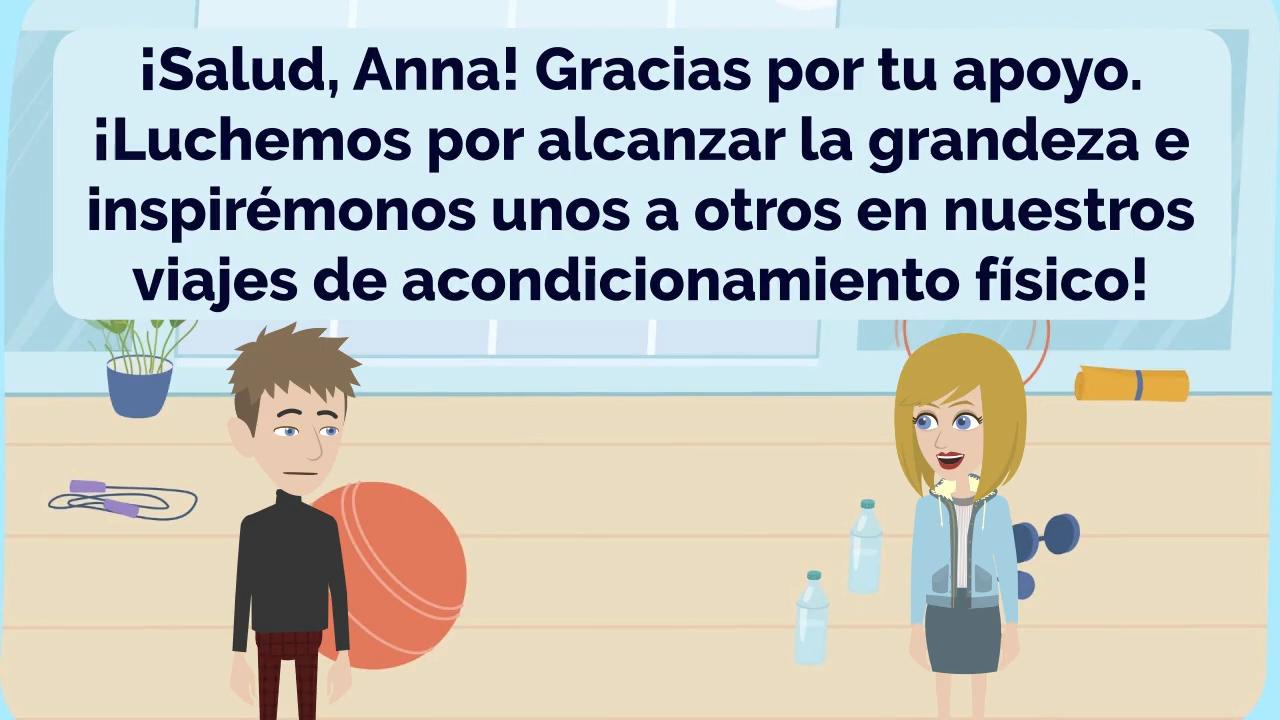 ¡Salud, Anna! Gracias por tu apoyo.
¡Luchemos por alcanzar la grandeza e
inspirémonos unos a otros en nuestros
viajes de acondicionamiento físico!